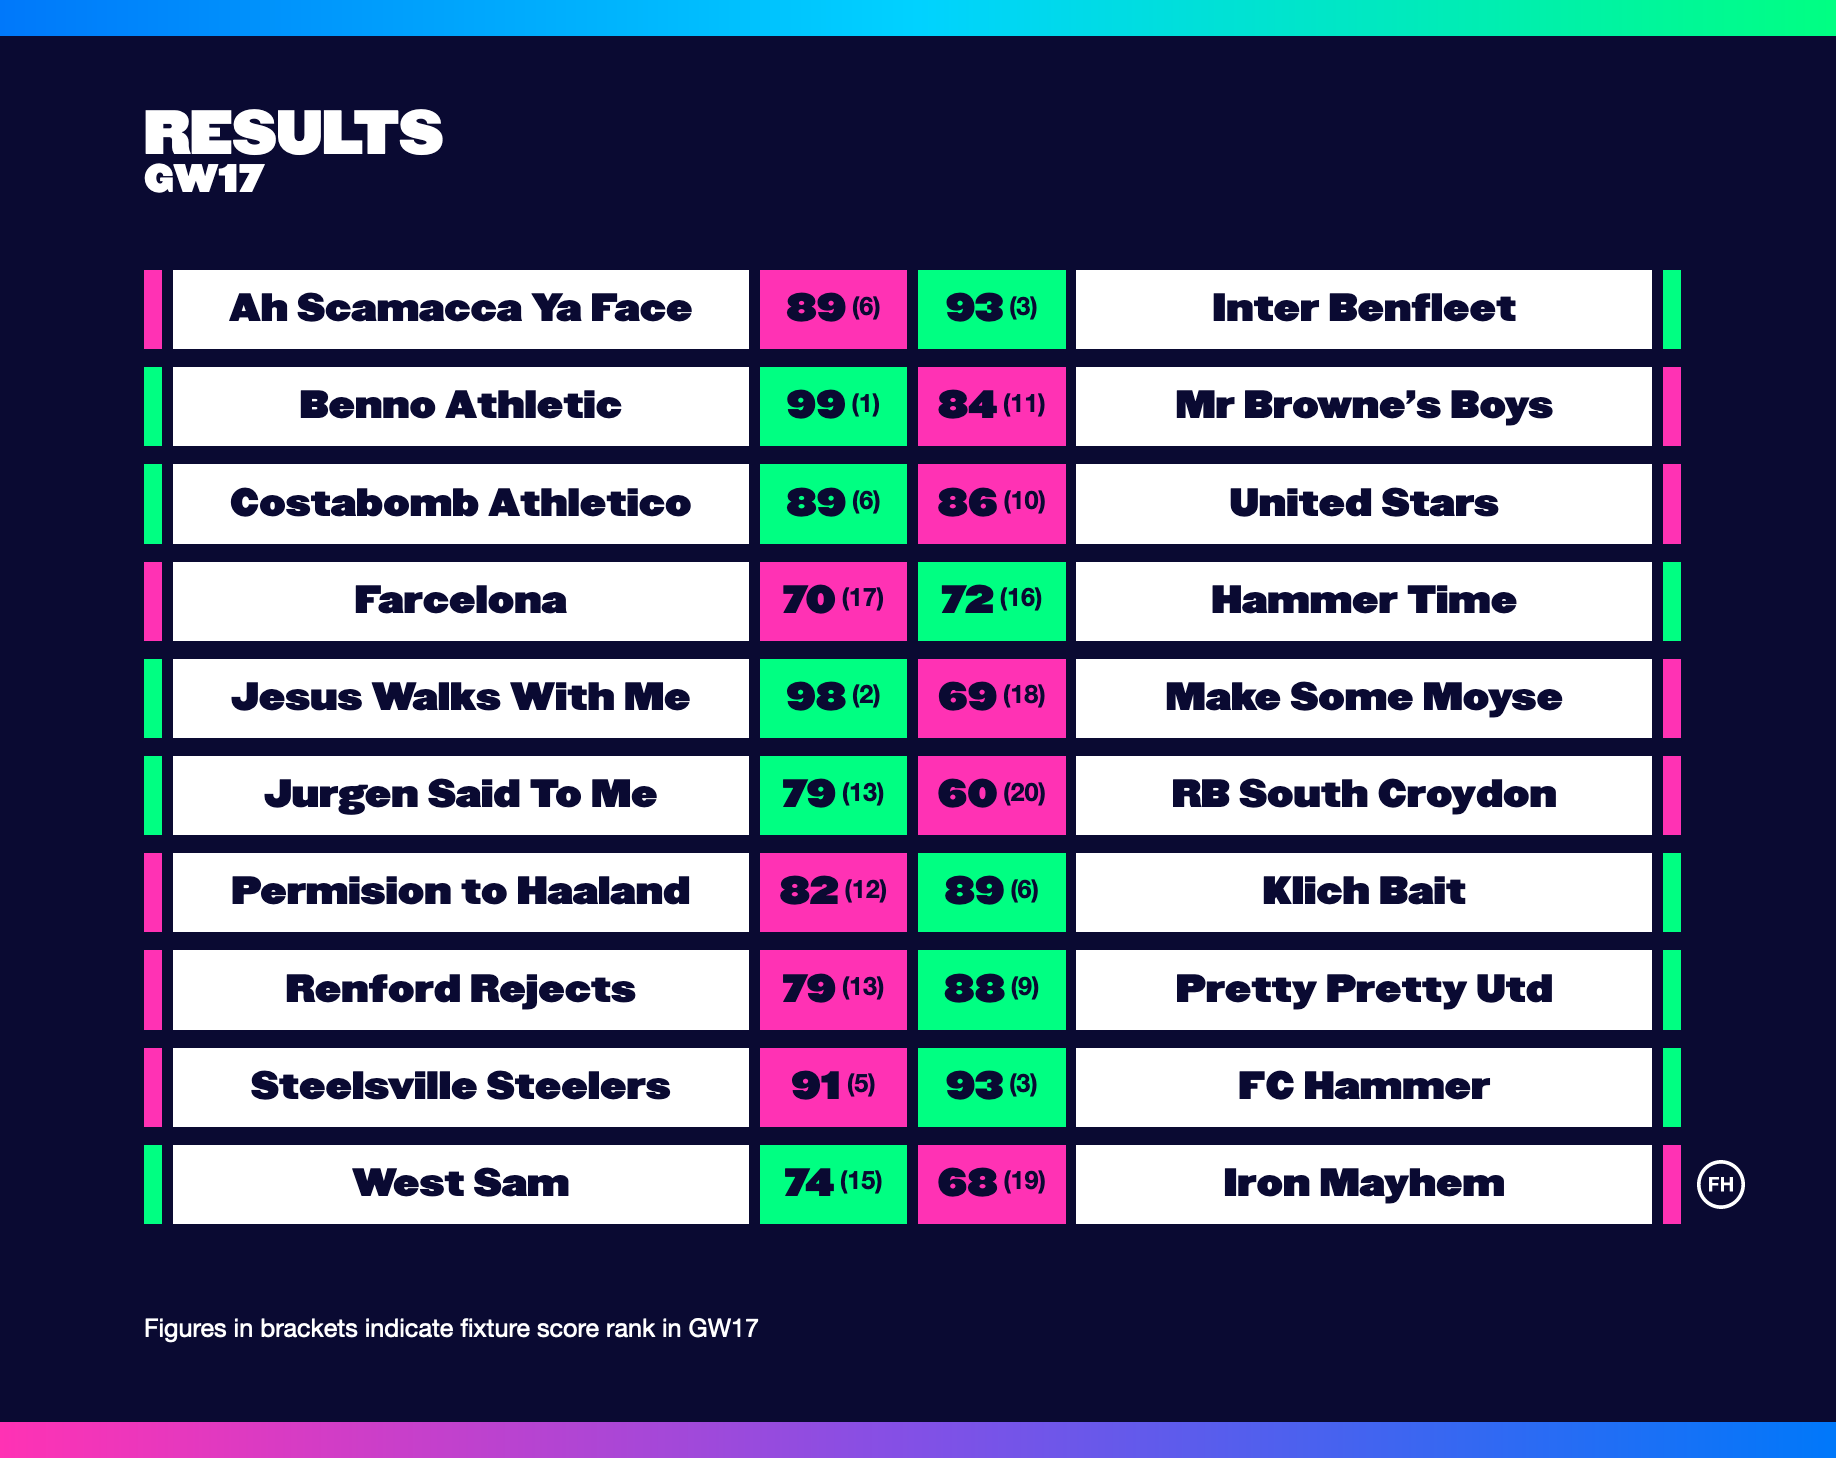 RESULTS
GW17
Ah Scamacca Ya Face 89 (6) 93 (3) Inter Benfleet
Benno Athletic 99 (1) 84 (11) Mr Browne’s Boys
Costabomb Athletico 89 (6) 86 (10) United Stars
Farcelona 70 (17) 72 (16) Hammer Time
Jesus Walks With Me 98 (2) 69 (18) Make Some Moyse
Jurgen Said To Me 79 (13) 60 (20) RB South Croydon
Permision to Haaland 82 (12) 89 (6) Klich Bait
Renford Rejects 79 (13) 88 (9) Pretty Pretty Utd
Steelsville Steelers 91 (5) 93 (3) FC Hammer
West Sam 74 (15) 68 (19) Iron Mayhem FH
Figures in brackets indicate fixture score rank in GW17